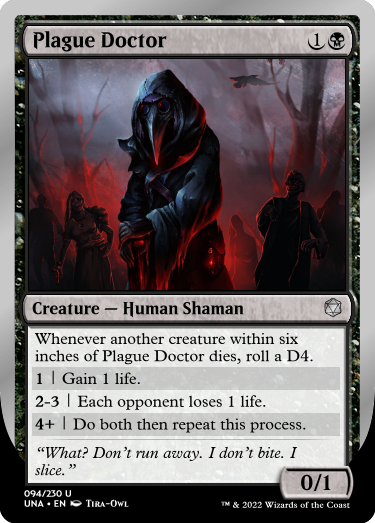 Plague Doctor 1
Creature — Human Shaman
Whenever another creature within six
inches of Plague Doctor dies, roll a D4.
1 | Gain 1 life.
2-3 | Each opponent loses 1 life.
4+ | Do both then repeat this process.
“What? Don’t run away. I don’t bite. I
slice.”
0/1
094/230 U
UNA • EN Tira-Owl
™ & 2022 Wizards of the Coast